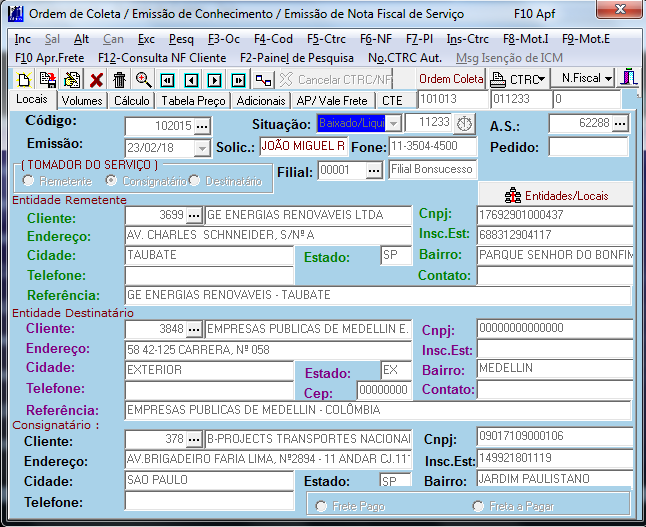 Ordem de Coleta / Emissão de Conhecimento / Emissão de Nota Fiscal de Serviço F10 Apf
Inc Sal Alt Can Exc Pesq F3-Oc F4-Cod F5-Ctrc F6-NF F7-Pl Ins-Ctrc F8-Mot.I F9-Mot.E
F10 Apr.Frete F12-Consulta NF Cliente F2-Painel de Pesquisa No.CTRC Aut. Msg Isenção de ICM
Cancelar CTRC/NF Ordem Coleta CTRC N.Fiscal
Locais Volumes Cálculo Tabela Preço Adicionais AP/ Vale Frete CTE 101013 011233 0
Código: 102015 ... Situação: Baixado/Liqui 11233 A.S.: 62288 ...
Emissão: 23/02/18 Solic.: JOÃO MIGUEL R Fone: 11-3504-4500 Pedido:
( TOMADOR DO SERVIÇO )
Remetente Consignatário Destinatário Filial: 00001 ... Filial Bonsucesso
Entidades/Locais
Entidade Remetente
Cliente: 3699 ... GE ENERGIAS RENOVAVEIS LTDA Cnpj: 17692901000437
Endereço: AV. CHARLES SCHNNEIDER, S/Nº A Insc.Est: 688312904117
Cidade: TAUBATE Estado: SP Bairro: PARQUE SENHOR DO BONFIM
Telefone: Contato:
Referência: GE ENERGIAS RENOVAVEIS - TAUBATE
Entidade Destinatário
Cliente: 3848 ... EMPRESAS PUBLICAS DE MEDELLIN E. Cnpj: 00000000000000
Endereço: 58 42-125 CARRERA, Nº 058 Insc.Est:
Cidade: EXTERIOR Estado: EX Bairro: MEDELLIN
Telefone: Cep: 00000000 Contato:
Referência: EMPRESAS PUBLICAS DE MEDELLIN - COLÔMBIA
Consignatário :
Cliente: 378 ... B-PROJECTS TRANSPORTES NACIONAI Cnpj: 09017109000106
Endereço: AV.BRIGADEIRO FARIA LIMA, Nº2894 - 11 ANDAR CJ.11 Insc.Est: 149921801119
Cidade: SAO PAULO Estado: SP Bairro: JARDIM PAULISTANO
Telefone: Frete Pago Freta a Pagar